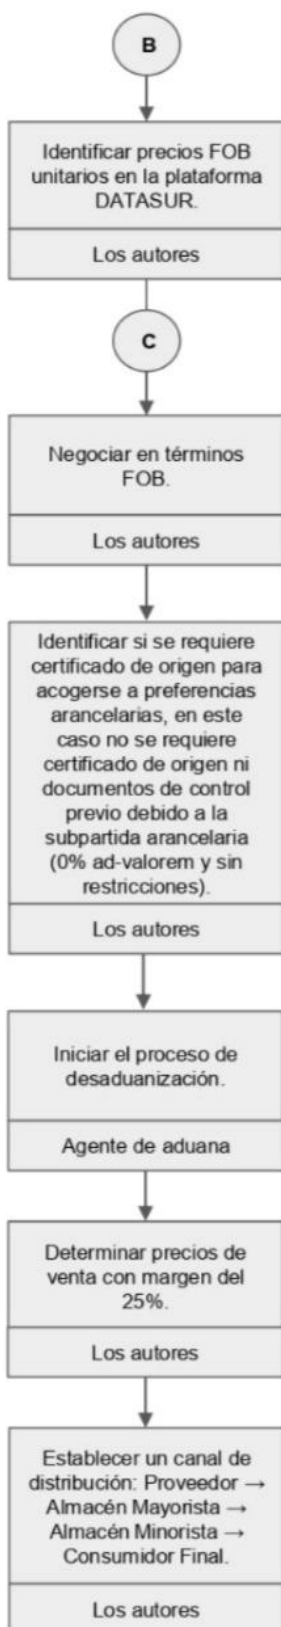 B
Identificar precios FOB
unitarios en la plataforma
DATASUR.
Los autores
C
Negociar en términos
FOB.
Los autores
Identificar si se requiere
certificado de origen para
acogerse a preferencias
arancelarias, en este
caso no se requiere
certificado de origen ni
documentos de control
previo debido a la
subpartida arancelaria
(0% ad-valorem y sin
restricciones).
Los autores
Iniciar el proceso de
desaduanización.
Agente de aduana
Determinar precios de
venta con margen del
25%.
Los autores
Establecer un canal de
distribución: Proveedor →
Almacén Mayorista →
Almacén Minorista →
Consumidor Final.
Los autores